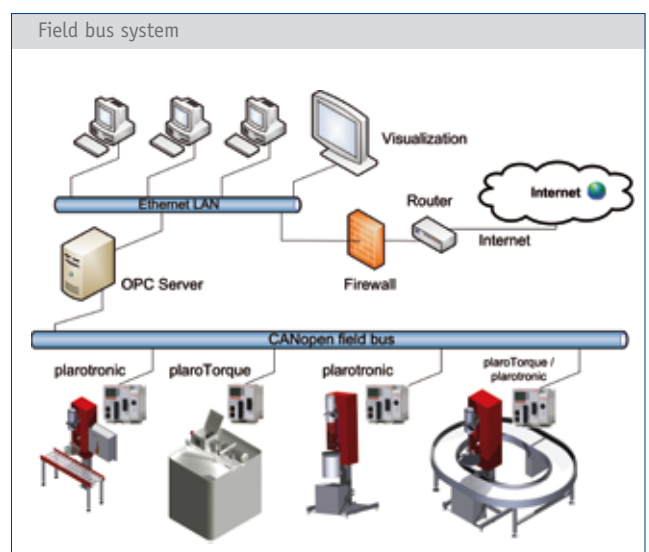 Field bus system
Visualization
Ethernet LAN
Router
Internet
Internet
OPC Server
Firewall
CANopen field bus
plarotronic
plaroTorque
plarotronic
plaroTorque /
plarotronic